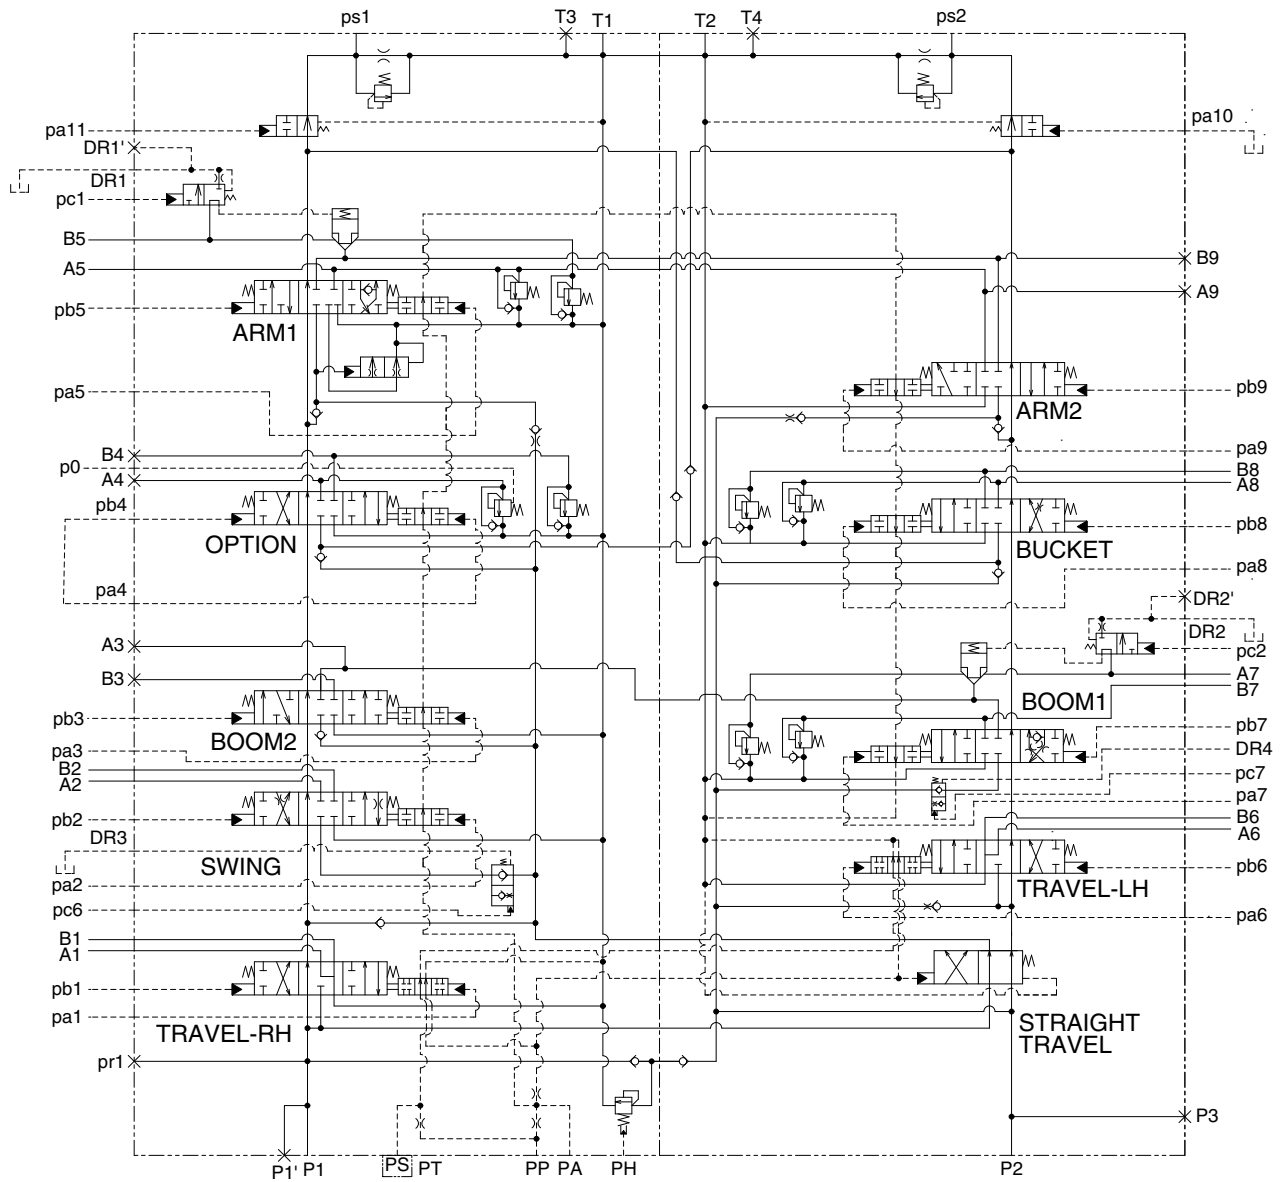 ps1
T3
T1
T2
T4
ps2
pa11
pa10
DR1'
DR1
pc1
B5
A5
B9
A9
pb5
ARM1
pa5
pb9
ARM2
pa9
B4
p0
A4
B8
A8
pb4
OPTION
pb8
BUCKET
pa4
pa8
DR2'
DR2
A3
pc2
B3
A7
B7
BOOM1
pb3
BOOM2
pb7
pa3
DR4
B2
A2
pc7
pa7
pb2
B6
A6
DR3
SWING
pb6
TRAVEL-LH
pa2
pc6
pa6
B1
A1
pb1
pa1
TRAVEL-RH
STRAIGHT
TRAVEL
pr1
P3
P1'
P1
PS
PT
PP
PA
PH
P2